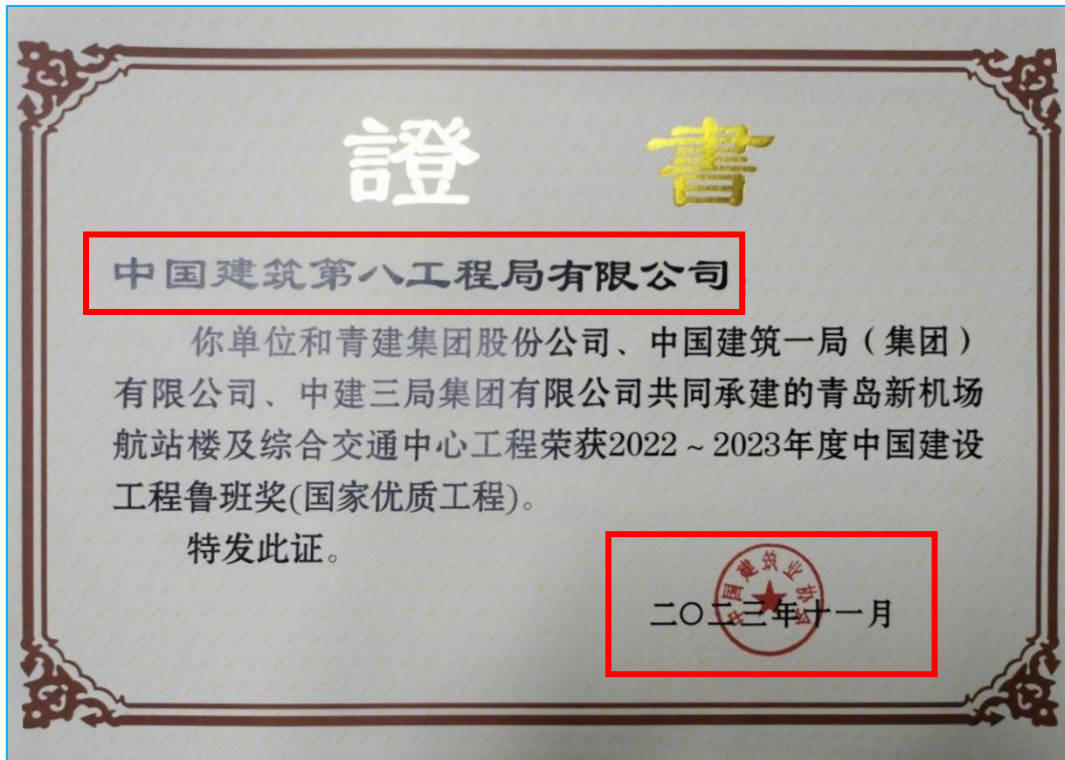 證 書
中国建筑第八工程局有限公司
你单位和青建集团股份公司、中国建筑一局（集团）
有限公司、中建三局集团有限公司共同承建的青岛新机场
航站楼及综合交通中心工程荣获2022～2023年度中国建设
工程鲁班奖(国家优质工程)。
特发此证。
中国建筑业协会
二〇二三年十一月